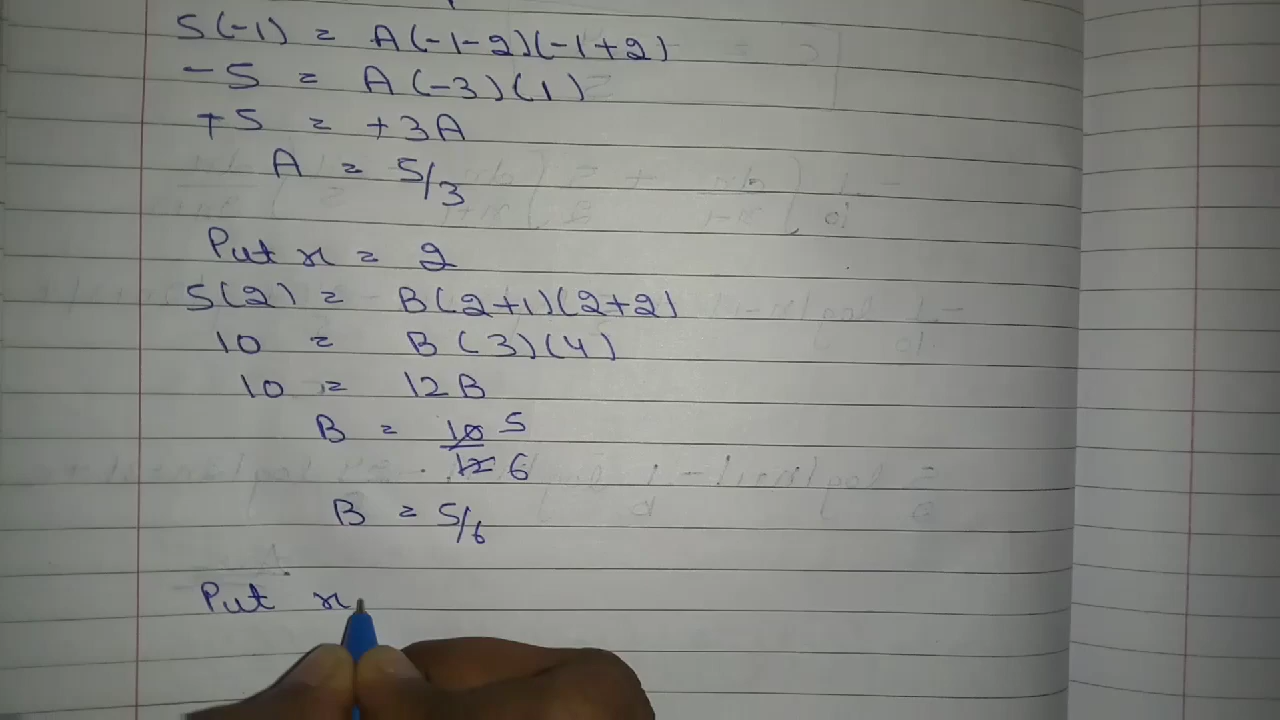 5(-1) = A(-1-2)(-1+2)
-5 = A(-3)(1)
+5 = +3A
A = 5/3
Put x = 2
5(2) = B(2+1)(2+2)
10 = B(3)(4)
10 = 12B
B = 10 5
12 6
B = 5/6
Put x